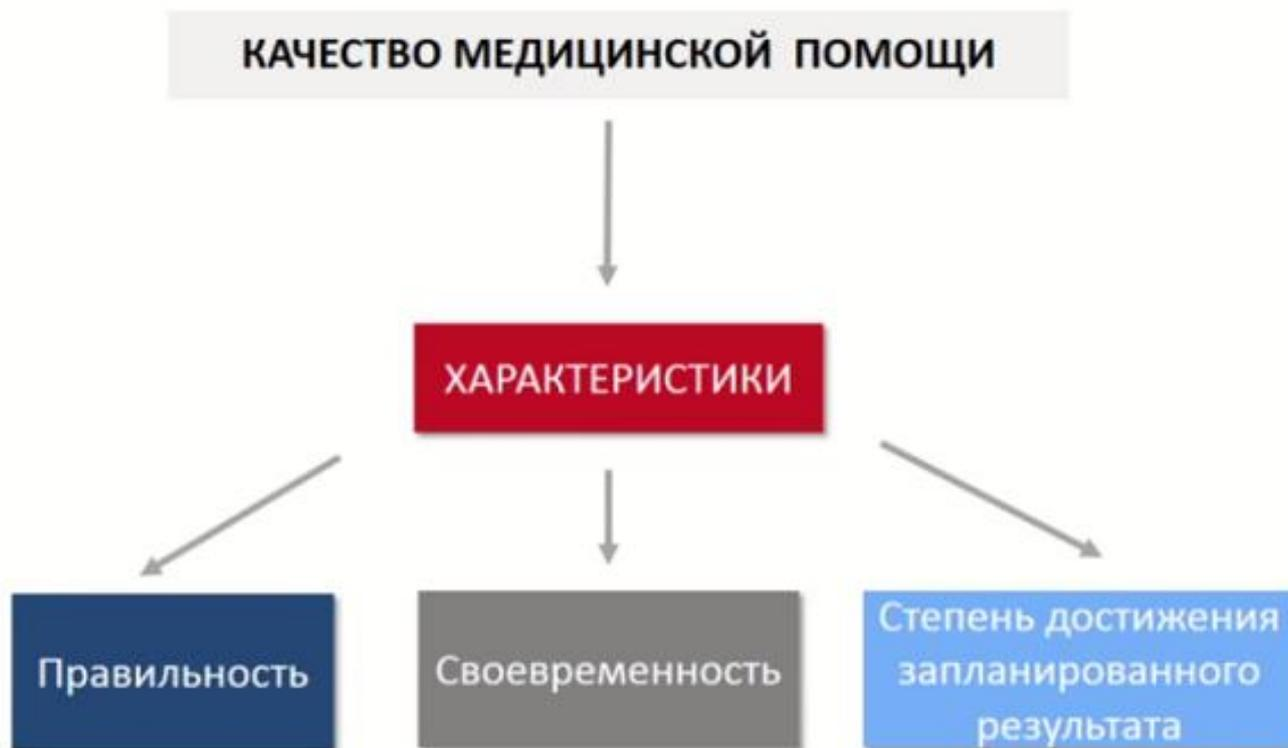 КАЧЕСТВО МЕДИЦИНСКОЙ ПОМОЩИ
ХАРАКТЕРИСТИКИ
Правильность
Своевременность
Степень достижения
запланированного
результата